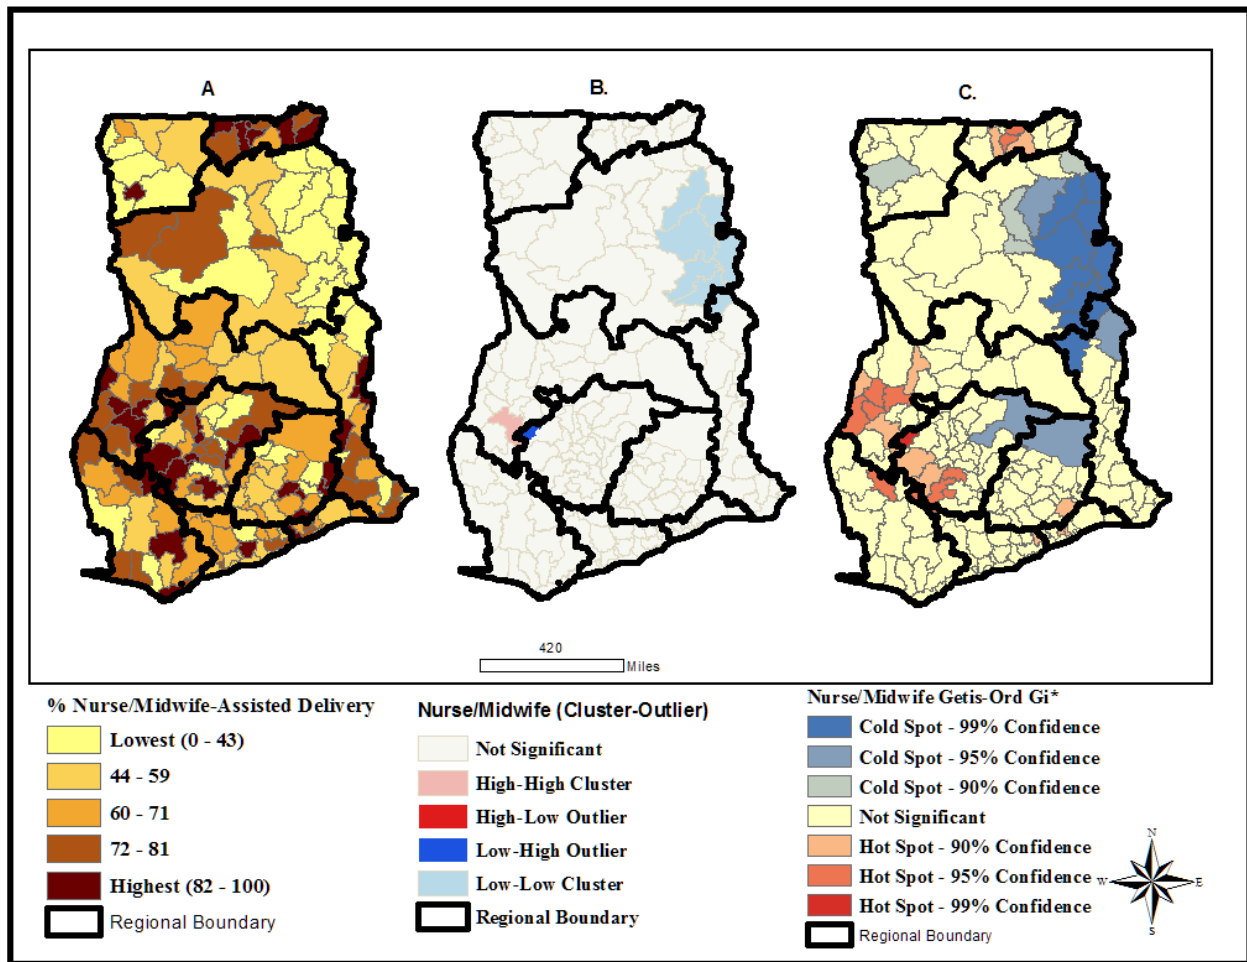 A
B.
C.
420
Miles
% Nurse/Midwife-Assisted Delivery
Lowest (0 - 43)
44 - 59
60 - 71
72 - 81
Highest (82 - 100)
Regional Boundary
Nurse/Midwife (Cluster-Outlier)
Not Significant
High-High Cluster
High-Low Outlier
Low-High Outlier
Low-Low Cluster
Regional Boundary
Nurse/Midwife Getis-Ord Gi*
Cold Spot - 99% Confidence
Cold Spot - 95% Confidence
Cold Spot - 90% Confidence
Not Significant
Hot Spot - 90% Confidence
Hot Spot - 95% Confidence
Hot Spot - 99% Confidence
Regional Boundary
N
W
E
S